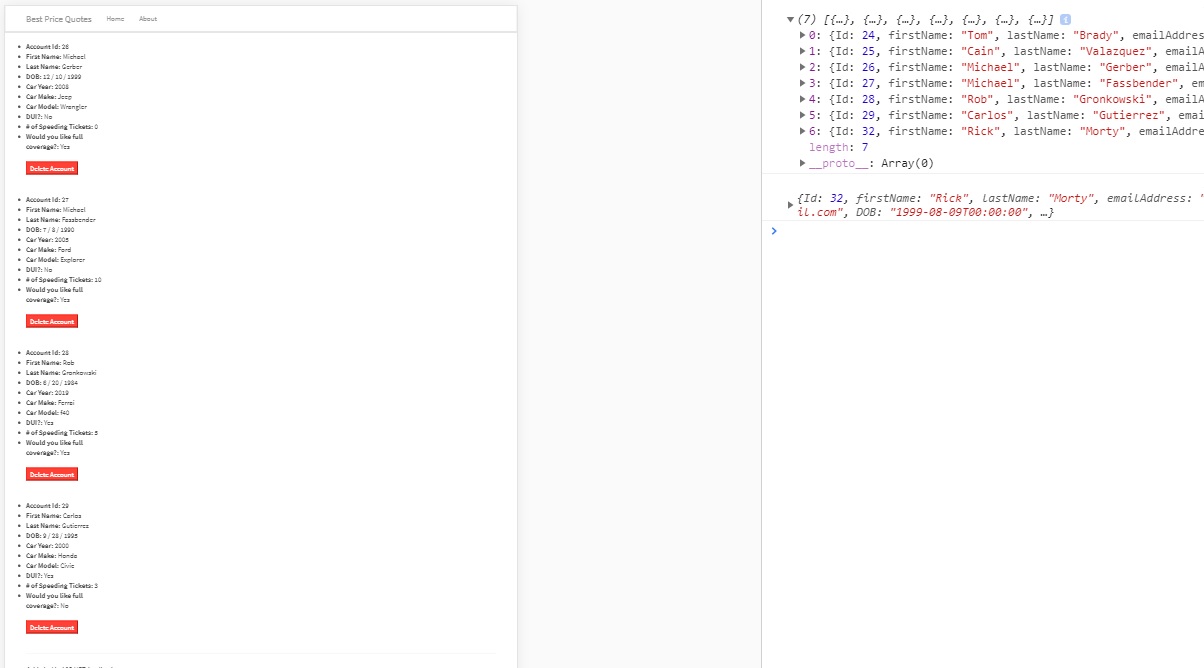 Best Price Quotes Home About
Account Id: 26
First Name: Michael
Last Name: Gerber
DOB: 12 / 10 / 1999
Car Year: 2008
Car Make: Jeep
Car Model: Wrangler
DUI?: No
# of Speeding Tickets: 0
Would you like full
coverage?: Yes
Delete Account
Account Id: 27
First Name: Michael
Last Name: Fassbender
DOB: 7 / 8 / 1990
Car Year: 2005
Car Make: Ford
Car Model: Explorer
DUI?: No
# of Speeding Tickets: 10
Would you like full
coverage?: Yes
Delete Account
Account Id: 28
First Name: Rob
Last Name: Gronkowski
DOB: 6 / 20 / 1984
Car Year: 2019
Car Make: Ferrai
Car Model: f40
DUI?: Yes
# of Speeding Tickets: 5
Would you like full
coverage?: Yes
Delete Account
Account Id: 29
First Name: Carlos
Last Name: Gutierrez
DOB: 9 / 28 / 1995
Car Year: 2000
Car Make: Honda
Car Model: Civic
DUI?: Yes
# of Speeding Tickets: 3
Would you like full
coverage?: No
Delete Account
(7) [{…}, {…}, {…}, {…}, {…}, {…}, {…}] i
0: {Id: 24, firstName: "Tom", lastName: "Brady", emailAddres
1: {Id: 25, firstName: "Cain", lastName: "Valazquez", emailA
2: {Id: 26, firstName: "Michael", lastName: "Gerber", email
3: {Id: 27, firstName: "Michael", lastName: "Fassbender", em
4: {Id: 28, firstName: "Rob", lastName: "Gronkowski", emailA
5: {Id: 29, firstName: "Carlos", lastName: "Gutierrez", emai
6: {Id: 32, firstName: "Rick", lastName: "Morty", emailAddre
length: 7
__proto__: Array(0)
{Id: 32, firstName: "Rick", lastName: "Morty", emailAddress: "
il.com", DOB: "1999-08-09T00:00:00", …}